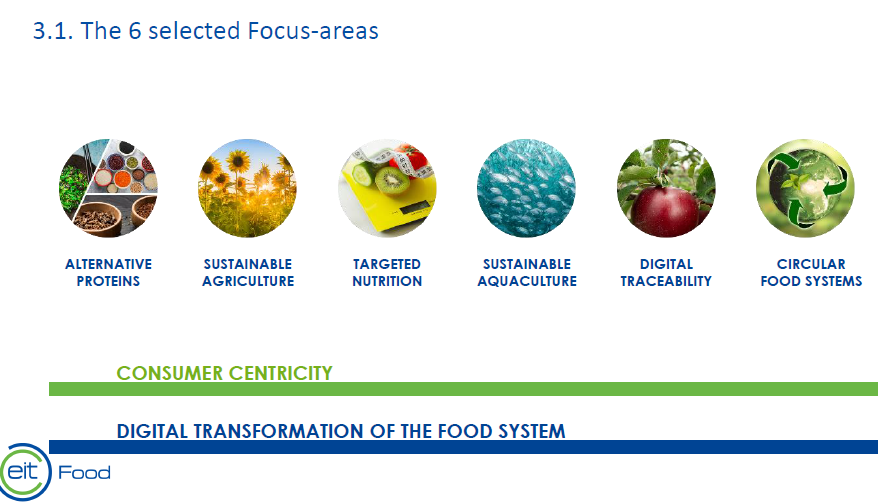 3.1. The 6 selected Focus-areas
ALTERNATIVE
PROTEINS
SUSTAINABLE
AGRICULTURE
TARGETED
NUTRITION
SUSTAINABLE
AQUACULTURE
DIGITAL
TRACEABILITY
CIRCULAR
FOOD SYSTEMS
CONSUMER CENTRICITY
DIGITAL TRANSFORMATION OF THE FOOD SYSTEM
eit Food